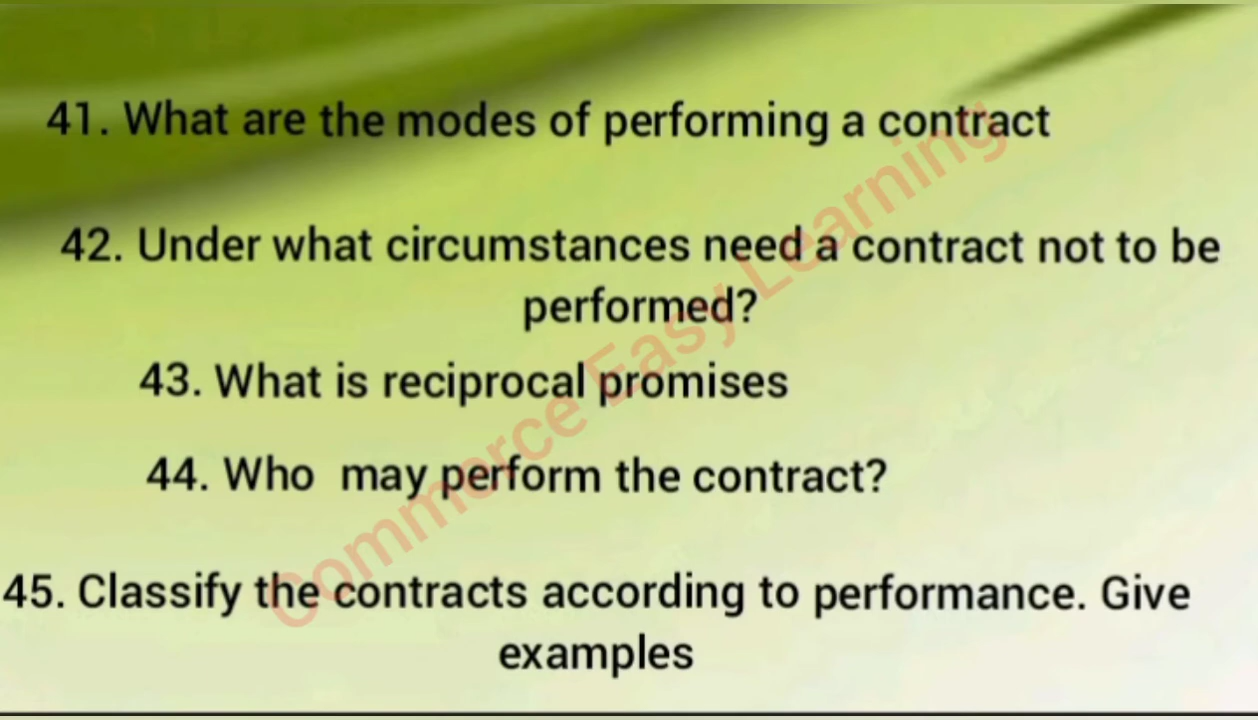 41. What are the modes of performing a contract
42. Under what circumstances need a contract not to be
performed?
43. What is reciprocal promises
44. Who may perform the contract?
45. Classify the contracts according to performance. Give
examples
Commerce Easy Learning